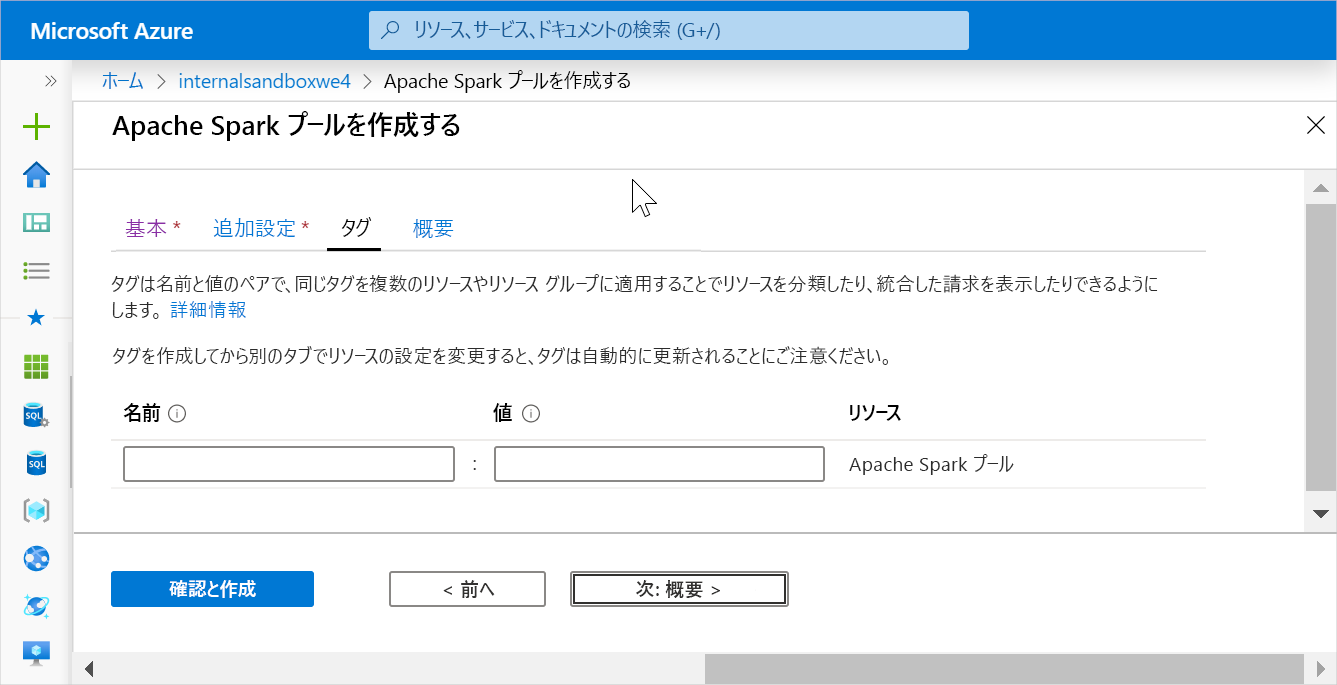 Microsoft Azure
リソース、サービス、ドキュメントの検索 (G+/)
ホーム > internalsandboxwe4 > Apache Spark プールを作成する
Apache Spark プールを作成する
基本 * 追加設定 * タグ 概要
タグは名前と値のペアで、同じタグを複数のリソースやリソース グループに適用することでリソースを分類したり、統合した請求を表示したりできるように
します。 詳細情報
タグを作成してから別のタブでリソースの設定を変更すると、タグは自動的に更新されることにご注意ください。
名前 値 リソース
: Apache Spark プール
確認と作成 < 前へ 次: 概要 >
SQL
SQL